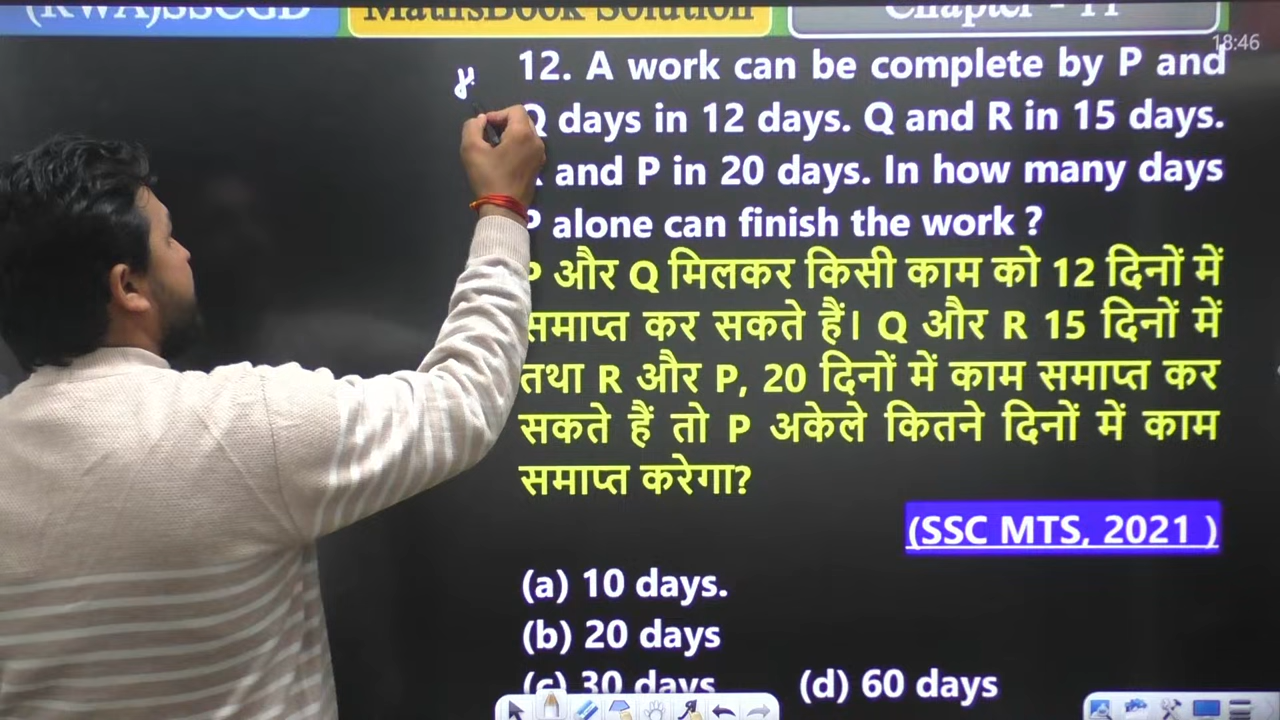 (RWA)SSCGD MathsBook Solution Chapter - 11
18:46
12. A work can be complete by P and
Q days in 12 days. Q and R in 15 days.
and P in 20 days. In how many days
P alone can finish the work ?
P और Q मिलकर किसी काम को 12 दिनों में
समाप्त कर सकते हैं। Q और R 15 दिनों में
तथा R और P, 20 दिनों में काम समाप्त कर
सकते हैं तो P अकेले कितने दिनों में काम
समाप्त करेगा?
(SSC MTS, 2021 )
(a) 10 days.
(b) 20 days
(c) 30 days (d) 60 days